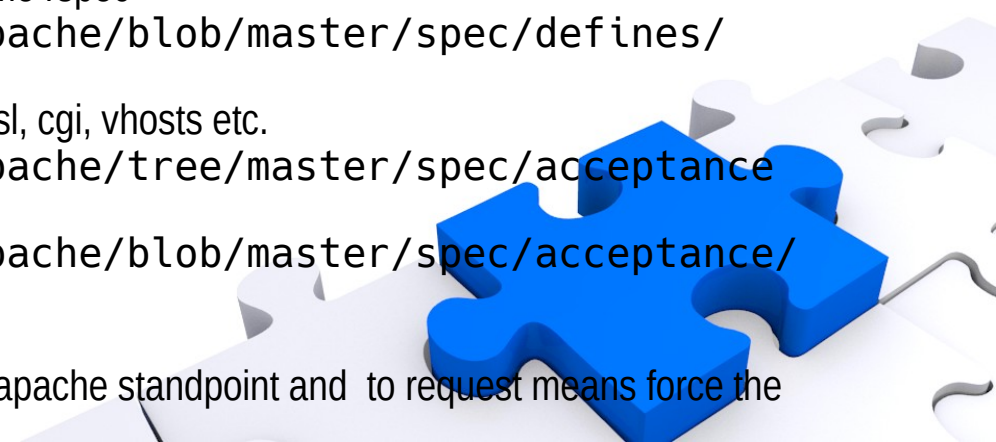 pache/blob/master/spec/defines/
sl, cgi, vhosts etc.
pache/tree/master/spec/acceptance
pache/blob/master/spec/acceptance/
apache standpoint and  to request means force the